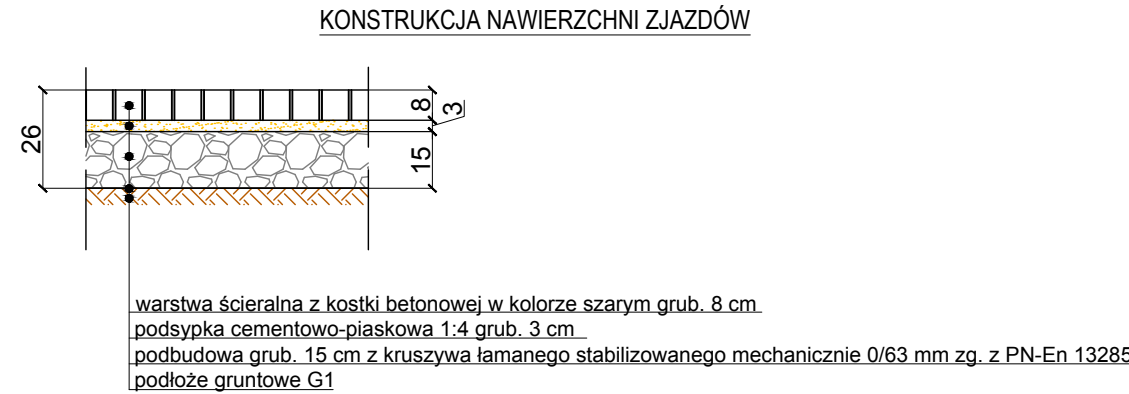 KONSTRUKCJA NAWIERZCHNI ZJAZDÓW
26
8
3
15
warstwa ścieralna z kostki betonowej w kolorze szarym grub. 8 cm
podsypka cementowo-piaskowa 1:4 grub. 3 cm
podbudowa grub. 15 cm z kruszywa łamanego stabilizowanego mechanicznie 0/63 mm zg. z PN-En 13285
podłoże gruntowe G1